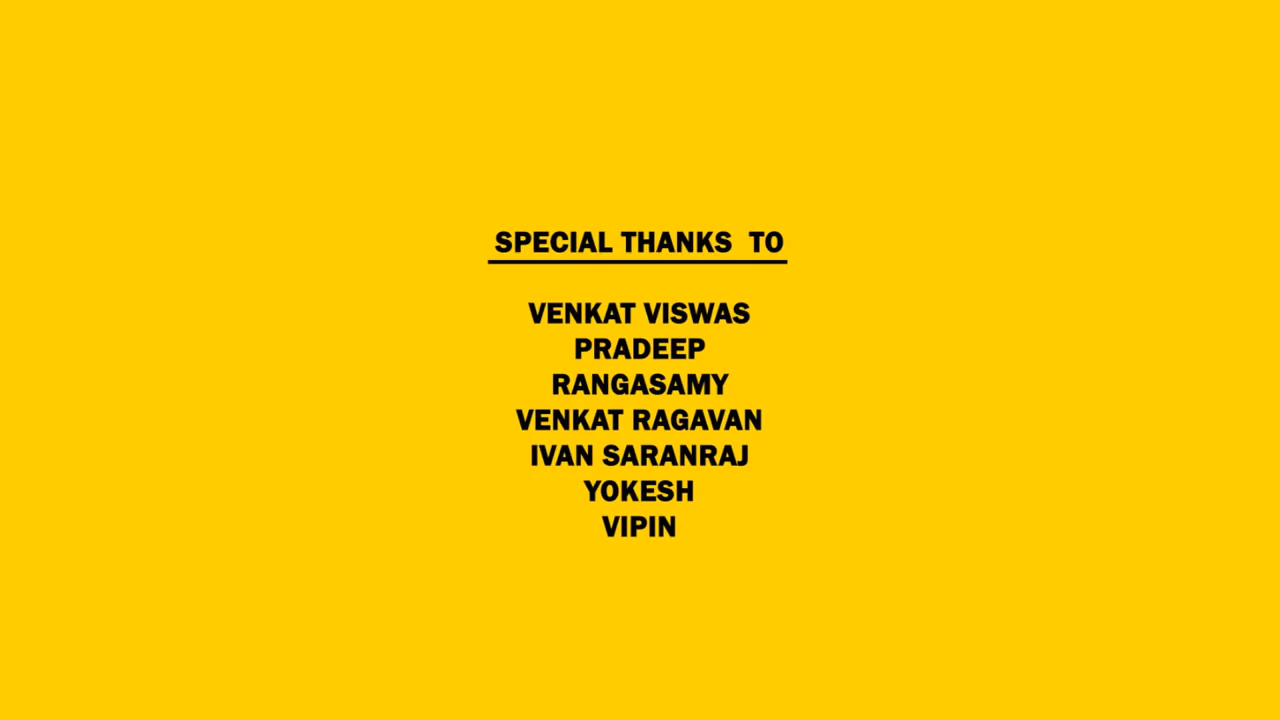 SPECIAL THANKS  TO
VENKAT VISWAS
PRADEEP
RANGASAMY
VENKAT RAGAVAN
IVAN SARANRAJ
YOKESH
VIPIN